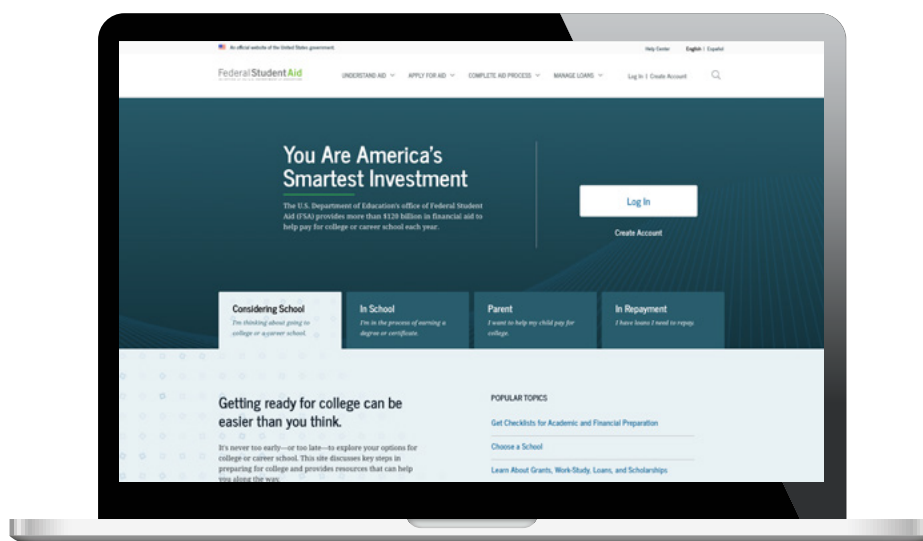 An official website of the United States government.
Help Center English | Español
Federal Student Aid
UNDERSTAND AID APPLY FOR AID COMPLETE AID PROCESS MANAGE LOANS Log In | Create Account
You Are America's
Smartest Investment
The U.S. Department of Education's office of Federal Student
Aid (FSA) provides more than $120 billion in financial aid to
help pay for college or career school each year.
Log In
Create Account
Considering School
I'm thinking about going to
college or a career school.
In School
I'm in the process of earning a
degree or certificate.
Parent
I want to help my child pay for
college.
In Repayment
I have loans I need to repay.
Getting ready for college can be
easier than you think.
It's never too early—or too late—to explore your options for
college or career school. This site discusses key steps in
preparing for college and provides resources that can help
you along the way.
POPULAR TOPICS
Get Checklists for Academic and Financial Preparation
Choose a School
Learn About Grants, Work-Study, Loans, and Scholarships